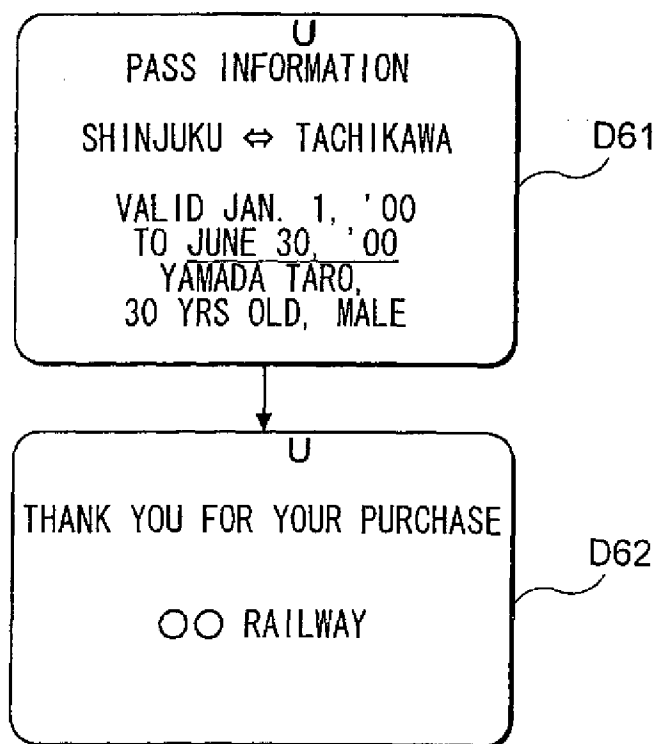 U
PASS INFORMATION
SHINJUKU ⇔ TACHIKAWA
VALID JAN. 1, '00
TO JUNE 30, '00
YAMADA TARO,
30 YRS OLD, MALE
D61
U
THANK YOU FOR YOUR PURCHASE
○○ RAILWAY
D62